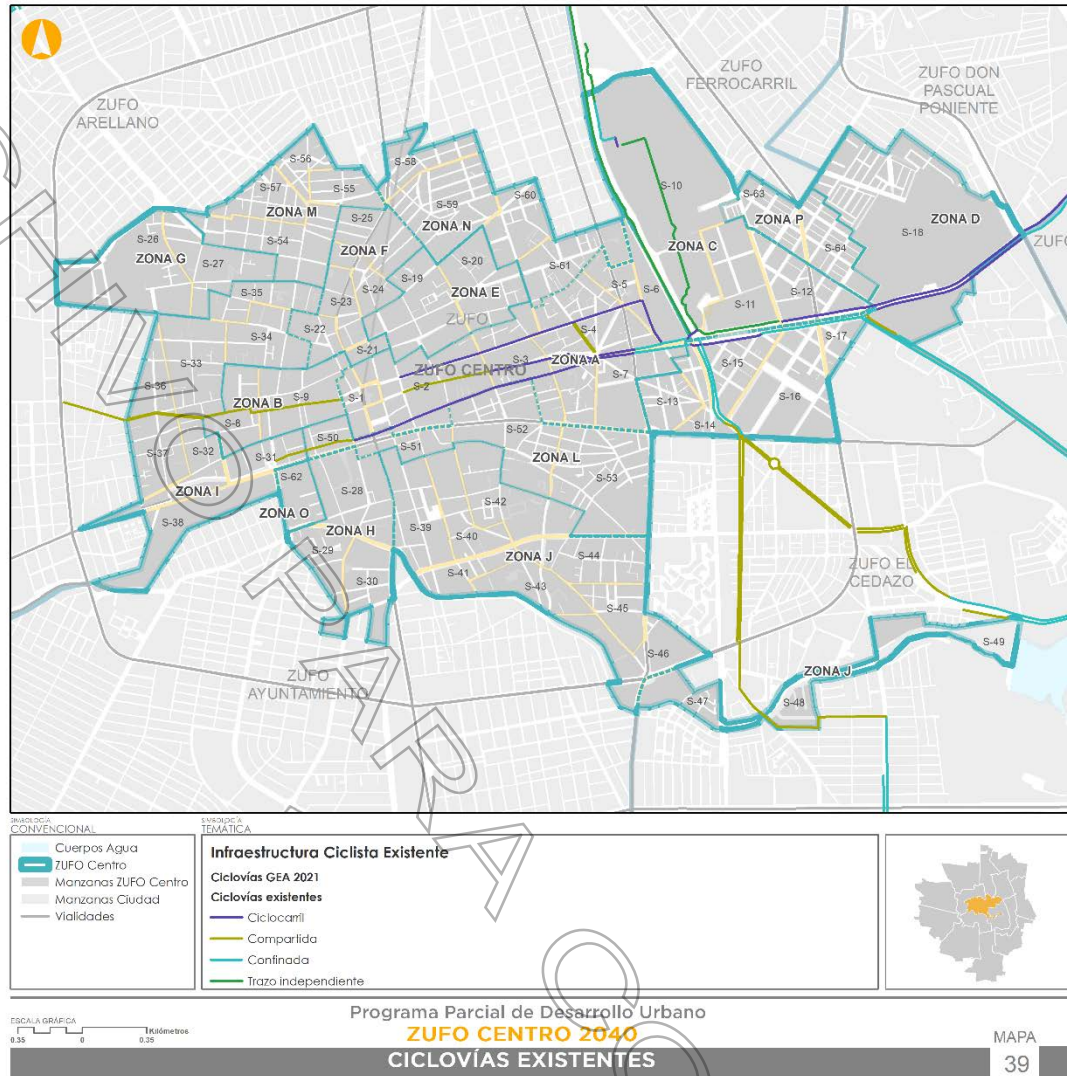 ZUFO
ARELLANO
ZUFO
FERROCARRIL
ZUFO DON
PASCUAL
PONIENTE
S-56
S-58
S-57
S-55
S-10
S-63
ZONA M
S-25
S-59
S-60
ZONA P
ZONA D
S-54
ZONA N
S-18
S-26
ZONA F
ZONA C
S-64
ZUFO
ZONA G
S-27
S-20
S-61
S-19
S-5
S-6
S-35
S-24
ZONA E
S-12
S-23
S-11
S-34
S-22
ZUFO
S-4
S-17
S-21
S-3
ZONA A
S-33
ZUFO CENTRO
S-7
S-15
S-36
S-2
S-9
S-1
S-16
ZONA B
S-13
S-8
S-14
S-50
S-52
S-37
S-32
S-31
S-51
ZONA L
S-62
S-53
ZONA I
S-28
S-42
S-38
ZONA O
S-39
ZONA H
S-40
S-29
ZONA J
S-44
S-41
S-43
ZUFO EL
CEDAZO
S-30
S-45
S-49
S-46
ZUFO
AYUNTAMIENTO
ZONA J
S-47
S-48
SIMBOLOGÍA
CONVENCIONAL
Cuerpos Agua
ZUFO Centro
Manzanas ZUFO Centro
Manzanas Ciudad
Vialidades
SIMBOLOGÍA
TEMÁTICA
Infraestructura Ciclista Existente
Ciclovías GEA 2021
Ciclovías existentes
Ciclocarril
Compartida
Confinada
Trazo independiente
ESCALA GRÁFICA
Kilómetros
0.35 0 0.35
Programa Parcial de Desarrollo Urbano
ZUFO CENTRO 2040
CICLOVÍAS EXISTENTES
MAPA
39